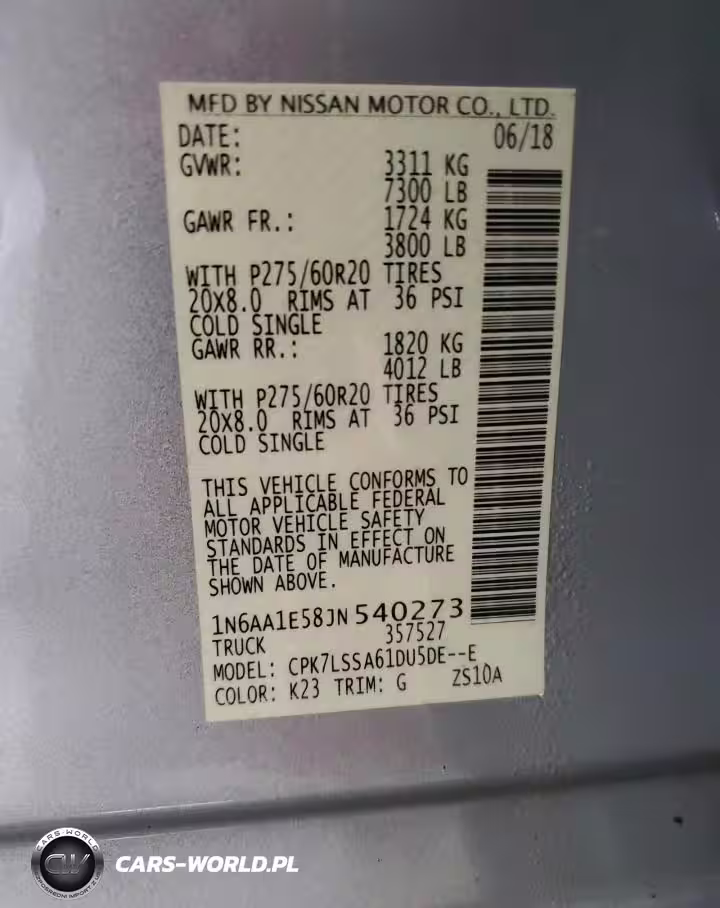 MFD BY NISSAN MOTOR CO., LTD.
DATE: 06/18
GVWR: 3311 KG
7300 LB
GAWR FR.: 1724 KG
3800 LB
WITH P275/60R20 TIRES
20X8.0 RIMS AT 36 PSI
COLD SINGLE
GAWR RR.: 1820 KG
4012 LB
WITH P275/60R20 TIRES
20X8.0 RIMS AT 36 PSI
COLD SINGLE
THIS VEHICLE CONFORMS TO
ALL APPLICABLE FEDERAL
MOTOR VEHICLE SAFETY
STANDARDS IN EFFECT ON
THE DATE OF MANUFACTURE
SHOWN ABOVE.
1N6AA1E58JN540273
TRUCK 357527
MODEL: CPK7LSSA61DU5DE--E
COLOR: K23 TRIM: G ZS10A
CARS-WORLD
CW
CARS-WORLD.PL